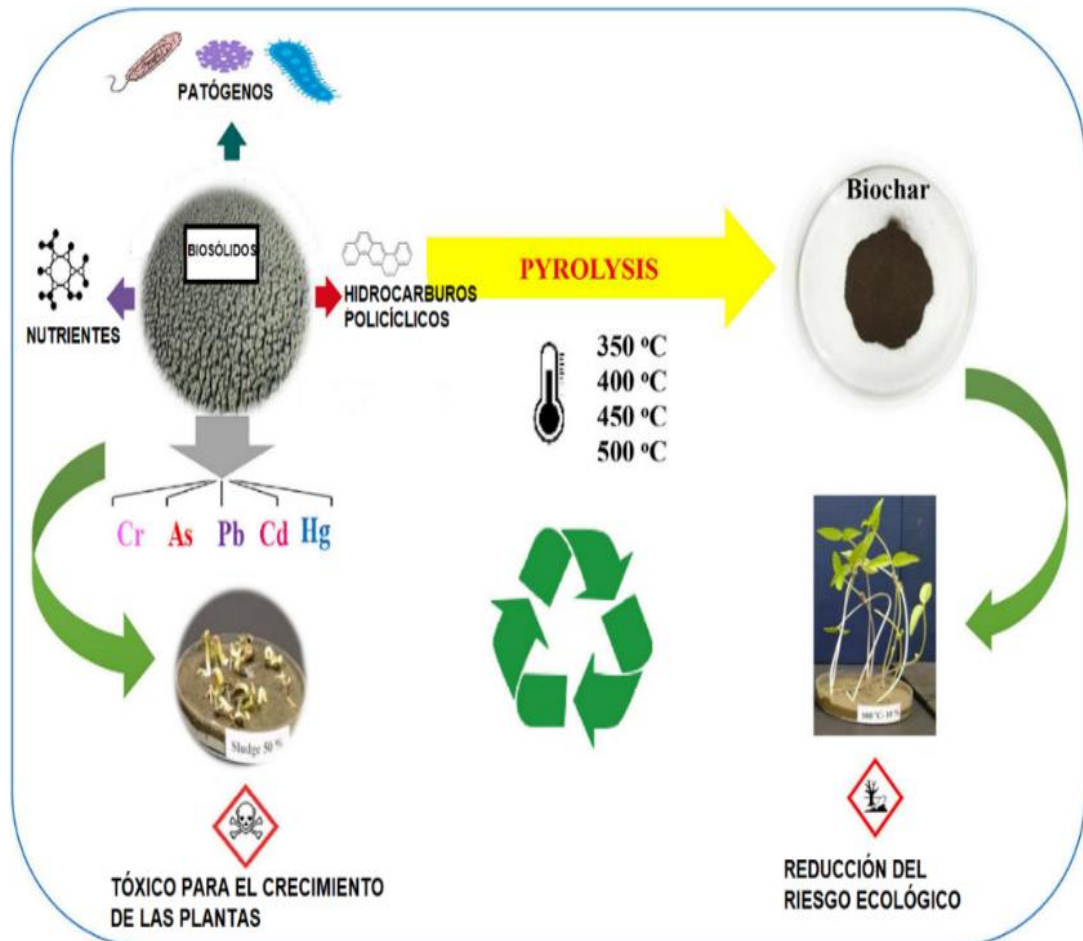 PATÓGENOS
BIOSÓLIDOS
NUTRIENTES
HIDROCARBUROS
POLICÍCLICOS
PYROLYSIS
Biochar
350 ºC
400 ºC
450 ºC
500 ºC
Cr As Pb Cd Hg
Sludge 50 %
TÓXICO PARA EL CRECIMIENTO
DE LAS PLANTAS
REDUCCIÓN DEL
RIESGO ECOLÓGICO